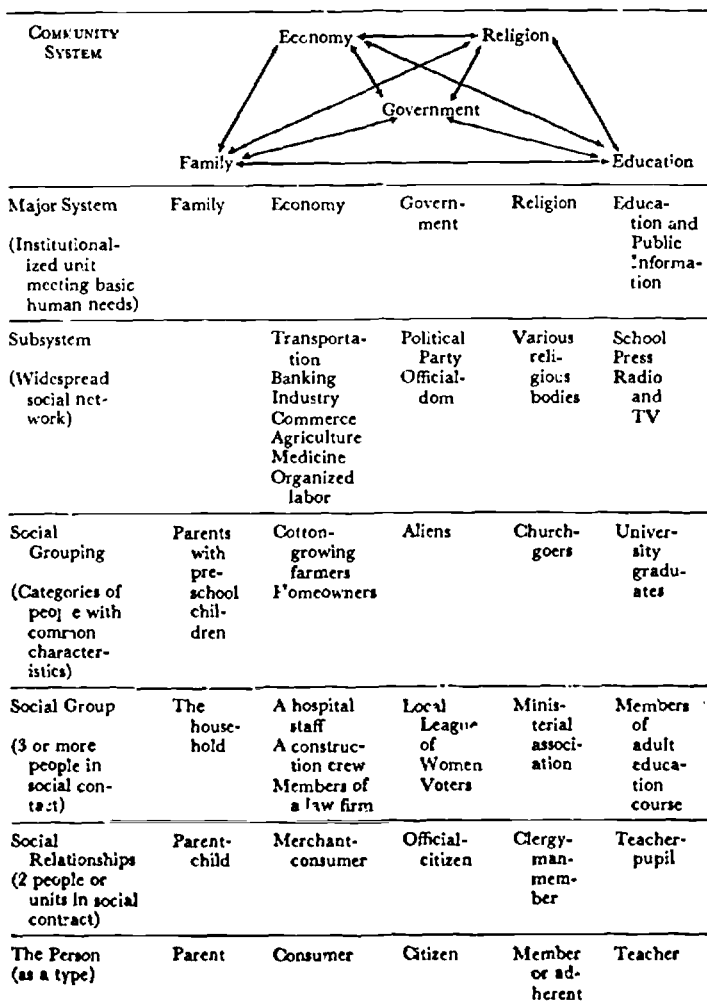 COMMUNITY
SYSTEM
Economy Religion
Government
Family Education
Major System Family Economy Govern- Religion Educa-
ment tion and
(Institutional- Public
ized unit Informa-
meeting basic tion
human needs)
Subsystem Transporta- Political Various School
tion Party reli- Press
(Widespread Banking Official- gious Radio
social net- Industry dom bodies and
work) Commerce TV
Agriculture
Medicine
Organized
labor
Social Parents Cotton- Aliens Church- Univer-
Grouping with growing goers sity
pre- farmers gradu-
(Categories of school Homeowners ates
people with chil-
common dren
character-
istics)
Social Group The A hospital Local Minis- Members
house- staff League terial of
(3 or more hold A construc- of associ- adult
people in tion crew Women ation educa-
social con- Members of Voters tion
tact) a law firm course
Social Parent- Merchant- Official- Clergy- Teacher-
Relationships child consumer citizen man- pupil
(2 people or mem-
units in social ber
contract)
The Person Parent Consumer Citizen Member Teacher
(as a type) or ad-
herent